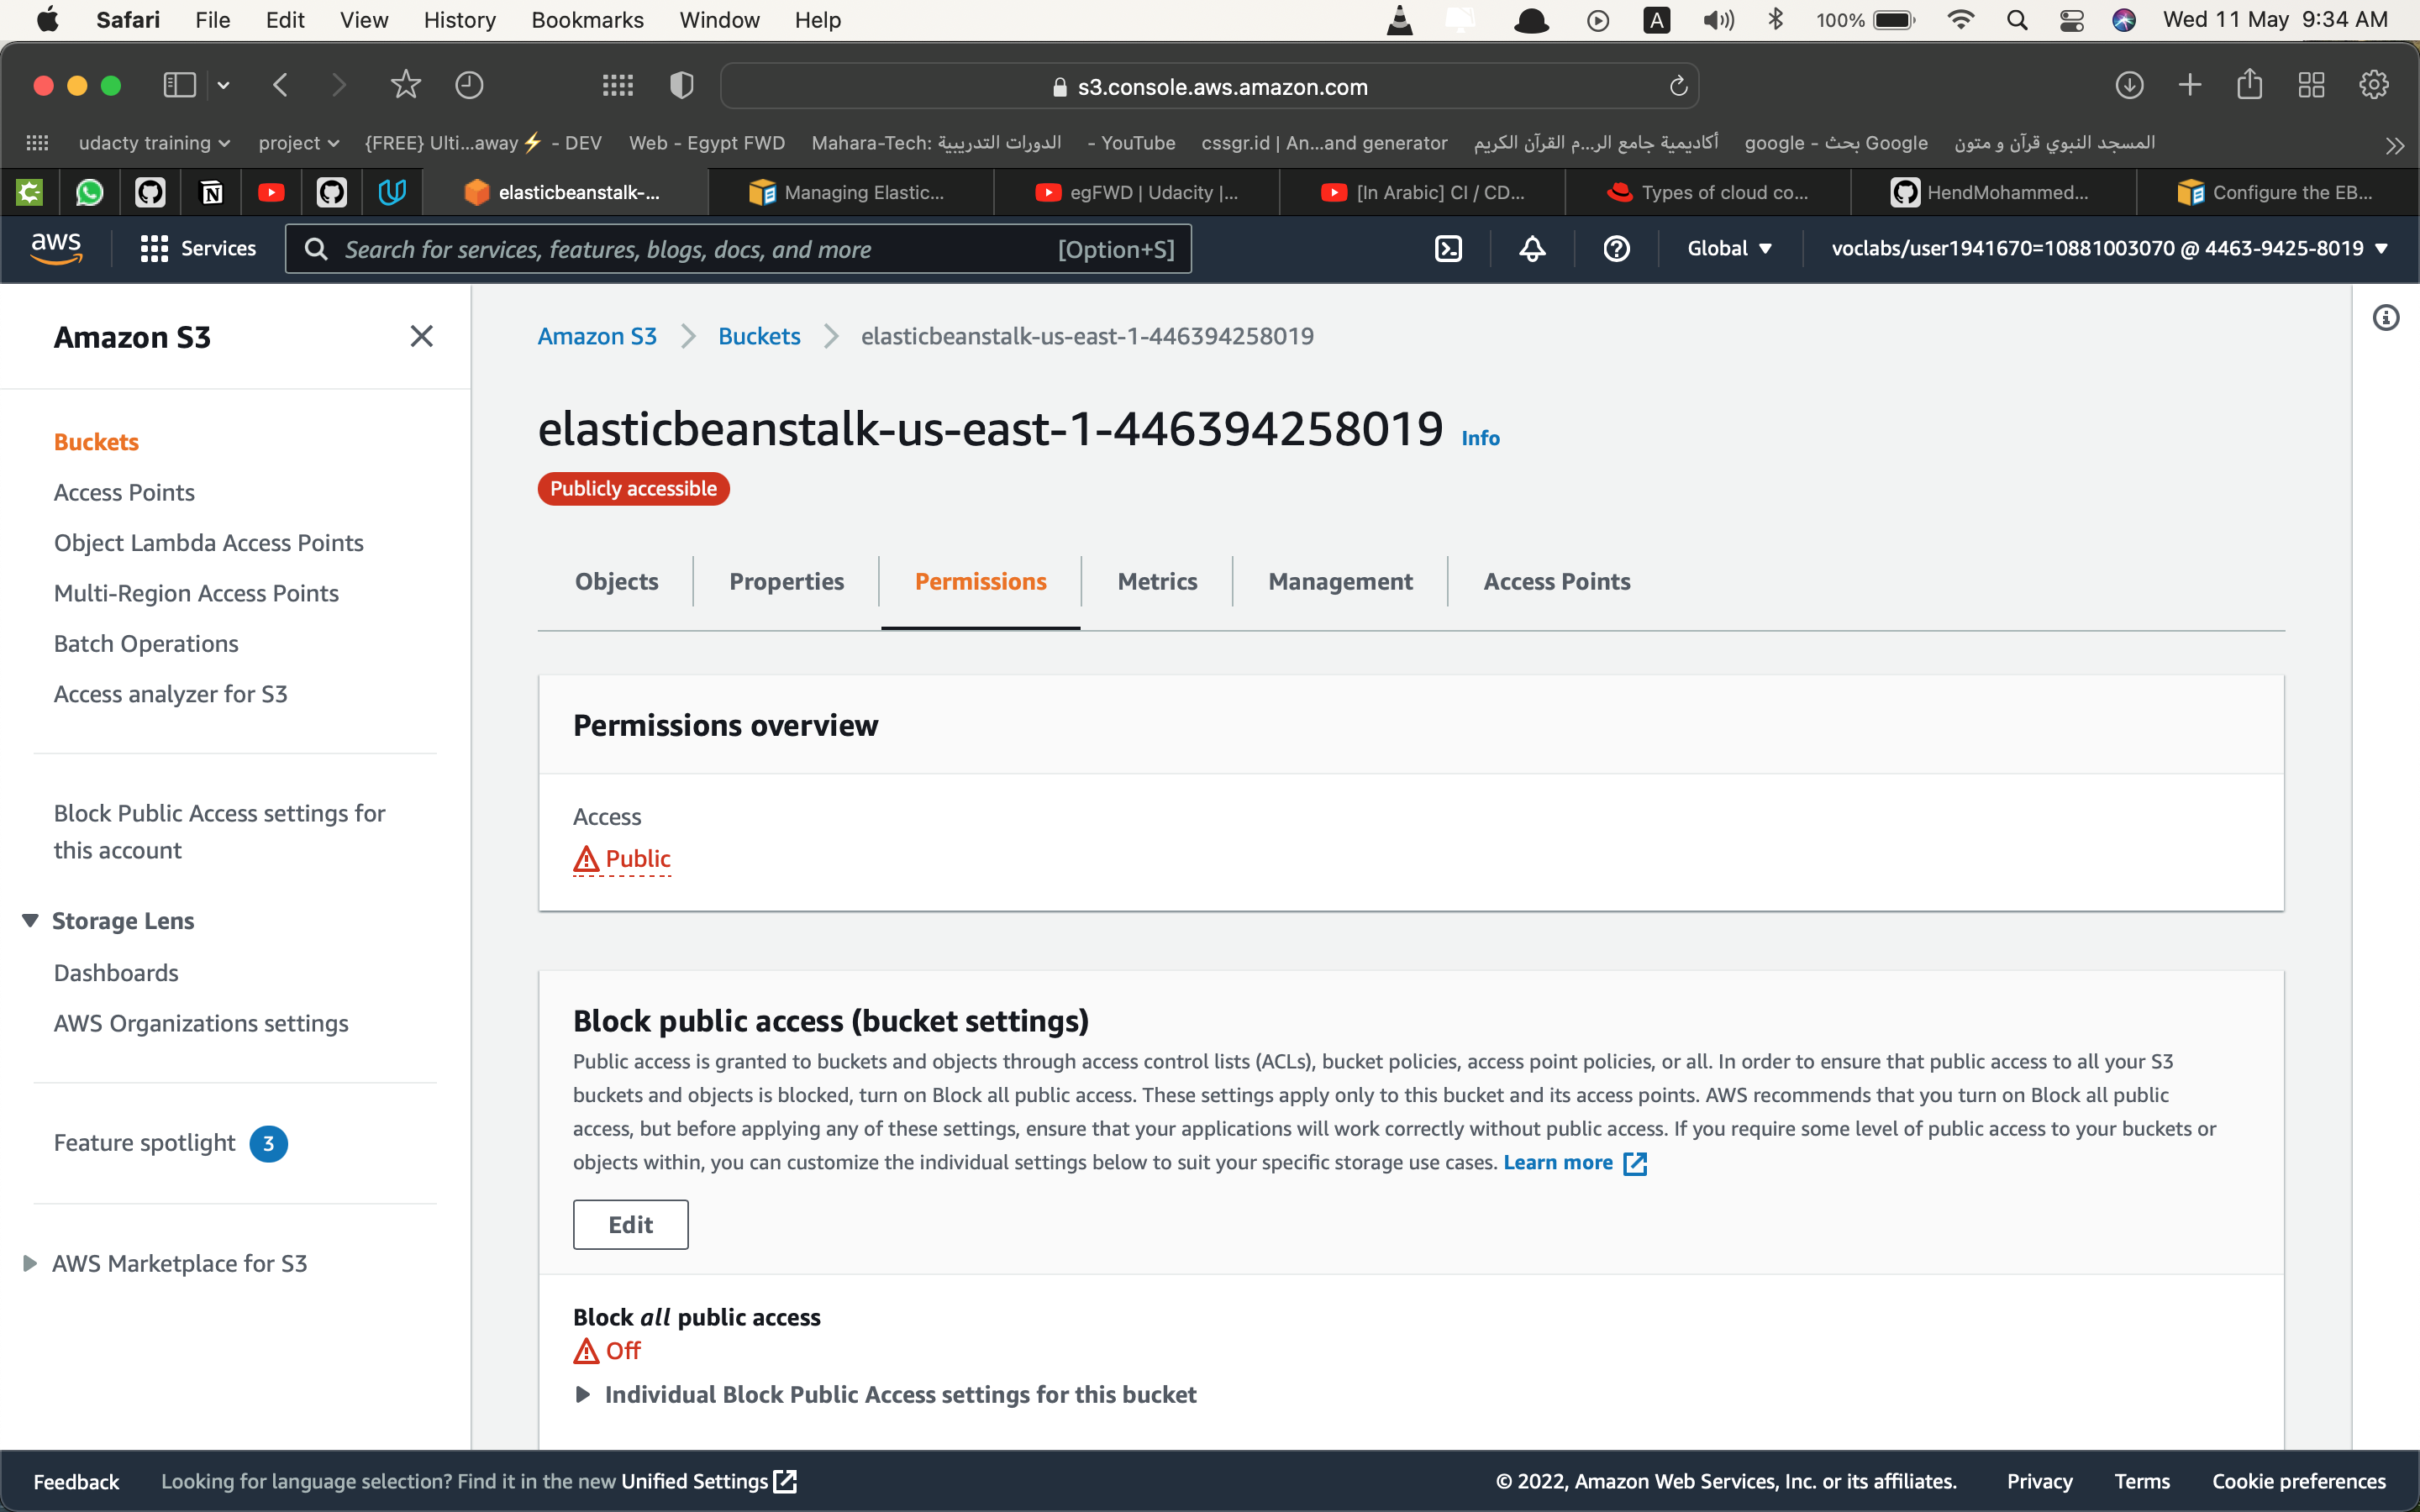 Safari File Edit View History Bookmarks Window Help A 100% Wed 11 May 9:34 AM
s3.console.aws.amazon.com
udacty training project {FREE} Ulti...away⚡ - DEV Web - Egypt FWD Mahara-Tech: الدورات التدريبية - YouTube cssgr.id | An...and generator أكاديمية جامع الر...م القرآن الكريم google - بحث Google المسجد النبوي قرآن و متون
elasticbeanstalk-... Managing Elastic... egFWD | Udacity |... [In Arabic] CI / CD... Types of cloud co... HendMohammed... Configure the EB...
aws Services Search for services, features, blogs, docs, and more [Option+S] Global voclabs/user1941670=10881003070 @ 4463-9425-8019
Amazon S3
Buckets
Access Points
Object Lambda Access Points
Multi-Region Access Points
Batch Operations
Access analyzer for S3
Block Public Access settings for
this account
Storage Lens
Dashboards
AWS Organizations settings
Feature spotlight 3
AWS Marketplace for S3
Amazon S3 Buckets elasticbeanstalk-us-east-1-446394258019
elasticbeanstalk-us-east-1-446394258019 Info
Publicly accessible
Objects Properties Permissions Metrics Management Access Points
Permissions overview
Access
Public
Block public access (bucket settings)
Public access is granted to buckets and objects through access control lists (ACLs), bucket policies, access point policies, or all. In order to ensure that public access to all your S3
buckets and objects is blocked, turn on Block all public access. These settings apply only to this bucket and its access points. AWS recommends that you turn on Block all public
access, but before applying any of these settings, ensure that your applications will work correctly without public access. If you require some level of public access to your buckets or
objects within, you can customize the individual settings below to suit your specific storage use cases. Learn more
Edit
Block all public access
Off
Individual Block Public Access settings for this bucket
Feedback Looking for language selection? Find it in the new Unified Settings © 2022, Amazon Web Services, Inc. or its affiliates. Privacy Terms Cookie preferences